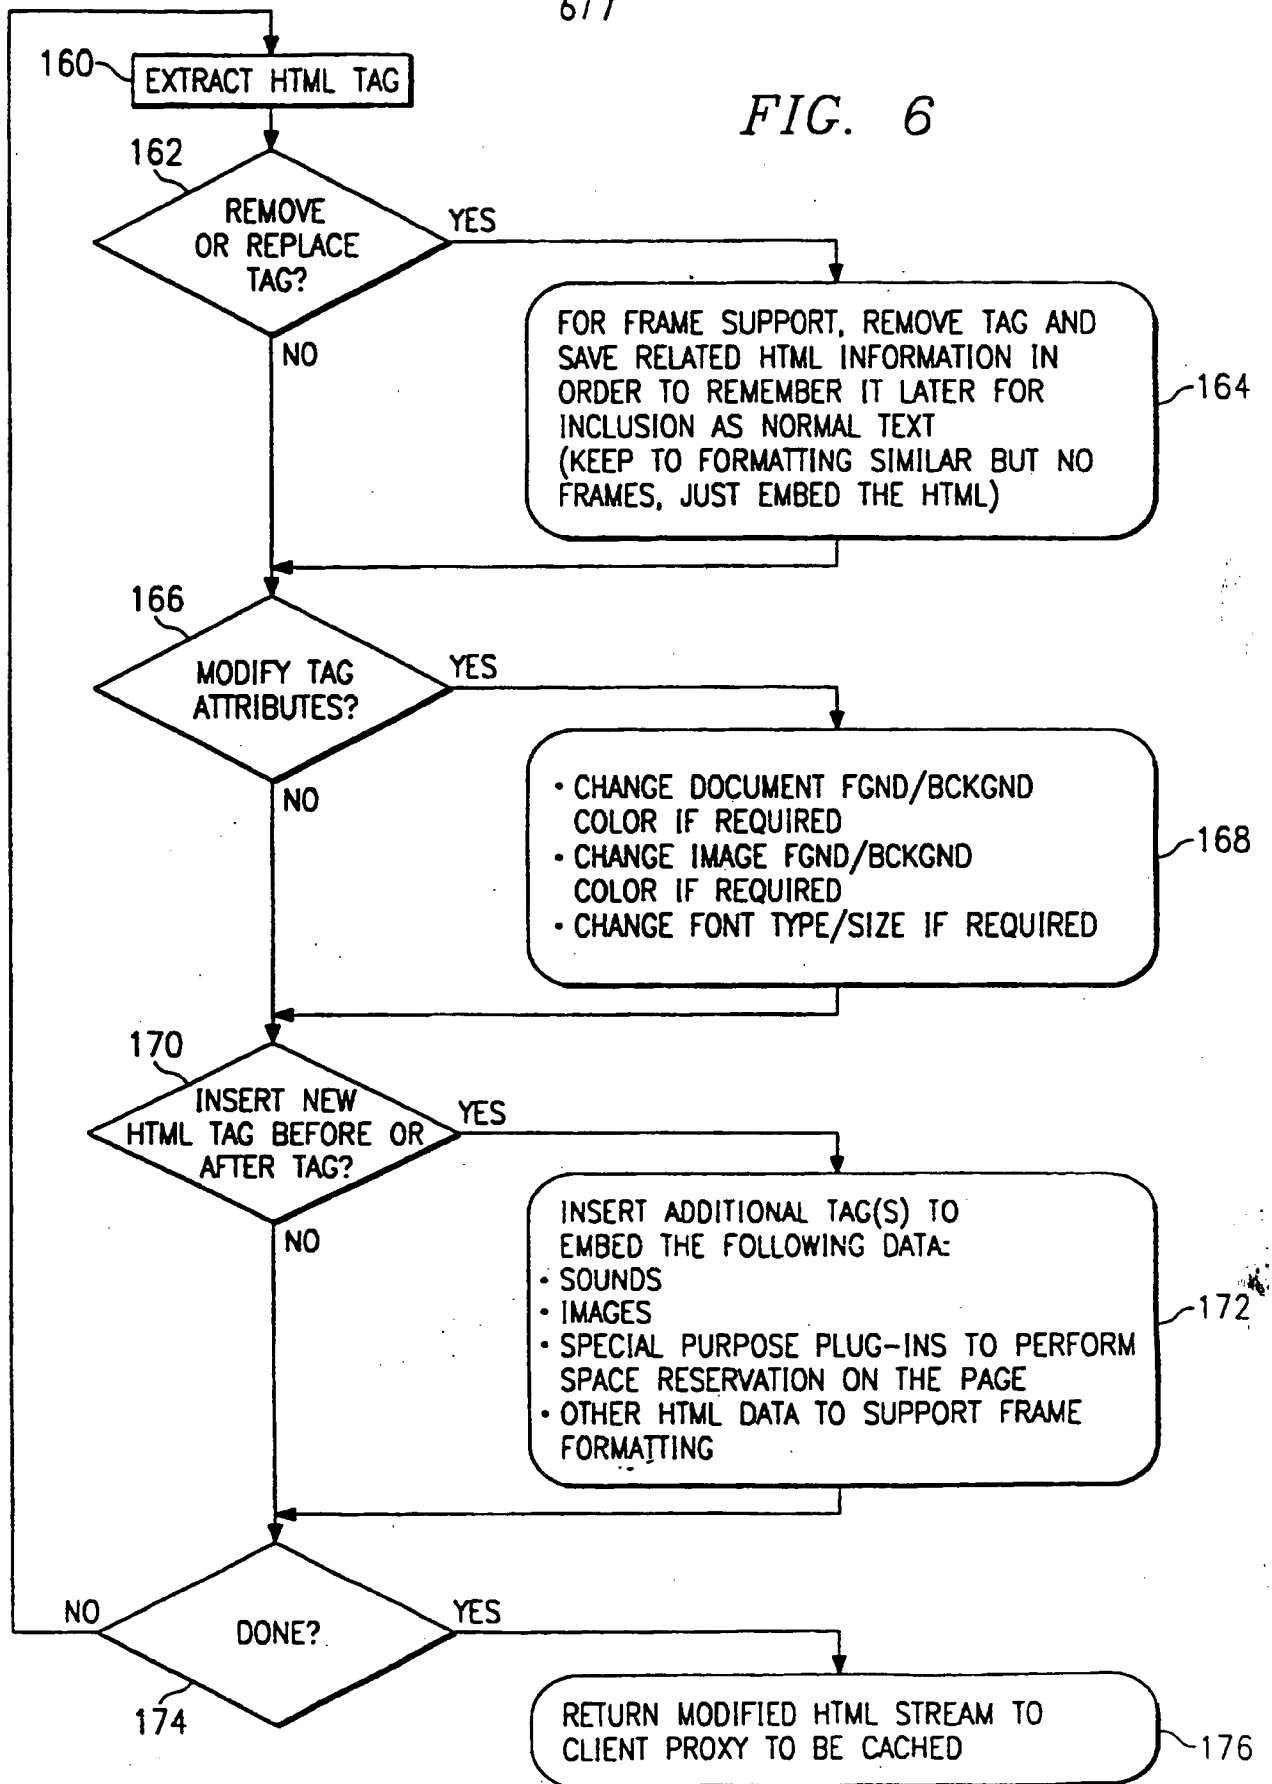 6/7
160
EXTRACT HTML TAG
FIG. 6
162
REMOVE
OR REPLACE
TAG?
YES
NO
FOR FRAME SUPPORT, REMOVE TAG AND
SAVE RELATED HTML INFORMATION IN
ORDER TO REMEMBER IT LATER FOR
INCLUSION AS NORMAL TEXT
(KEEP TO FORMATTING SIMILAR BUT NO
FRAMES, JUST EMBED THE HTML)
164
166
MODIFY TAG
ATTRIBUTES?
YES
NO
• CHANGE DOCUMENT FGND/BCKGND
COLOR IF REQUIRED
• CHANGE IMAGE FGND/BCKGND
COLOR IF REQUIRED
• CHANGE FONT TYPE/SIZE IF REQUIRED
168
170
INSERT NEW
HTML TAG BEFORE OR
AFTER TAG?
YES
NO
INSERT ADDITIONAL TAG(S) TO
EMBED THE FOLLOWING DATA:
• SOUNDS
• IMAGES
• SPECIAL PURPOSE PLUG-INS TO PERFORM
SPACE RESERVATION ON THE PAGE
• OTHER HTML DATA TO SUPPORT FRAME
FORMATTING
172
NO
DONE?
YES
174
RETURN MODIFIED HTML STREAM TO
CLIENT PROXY TO BE CACHED
176